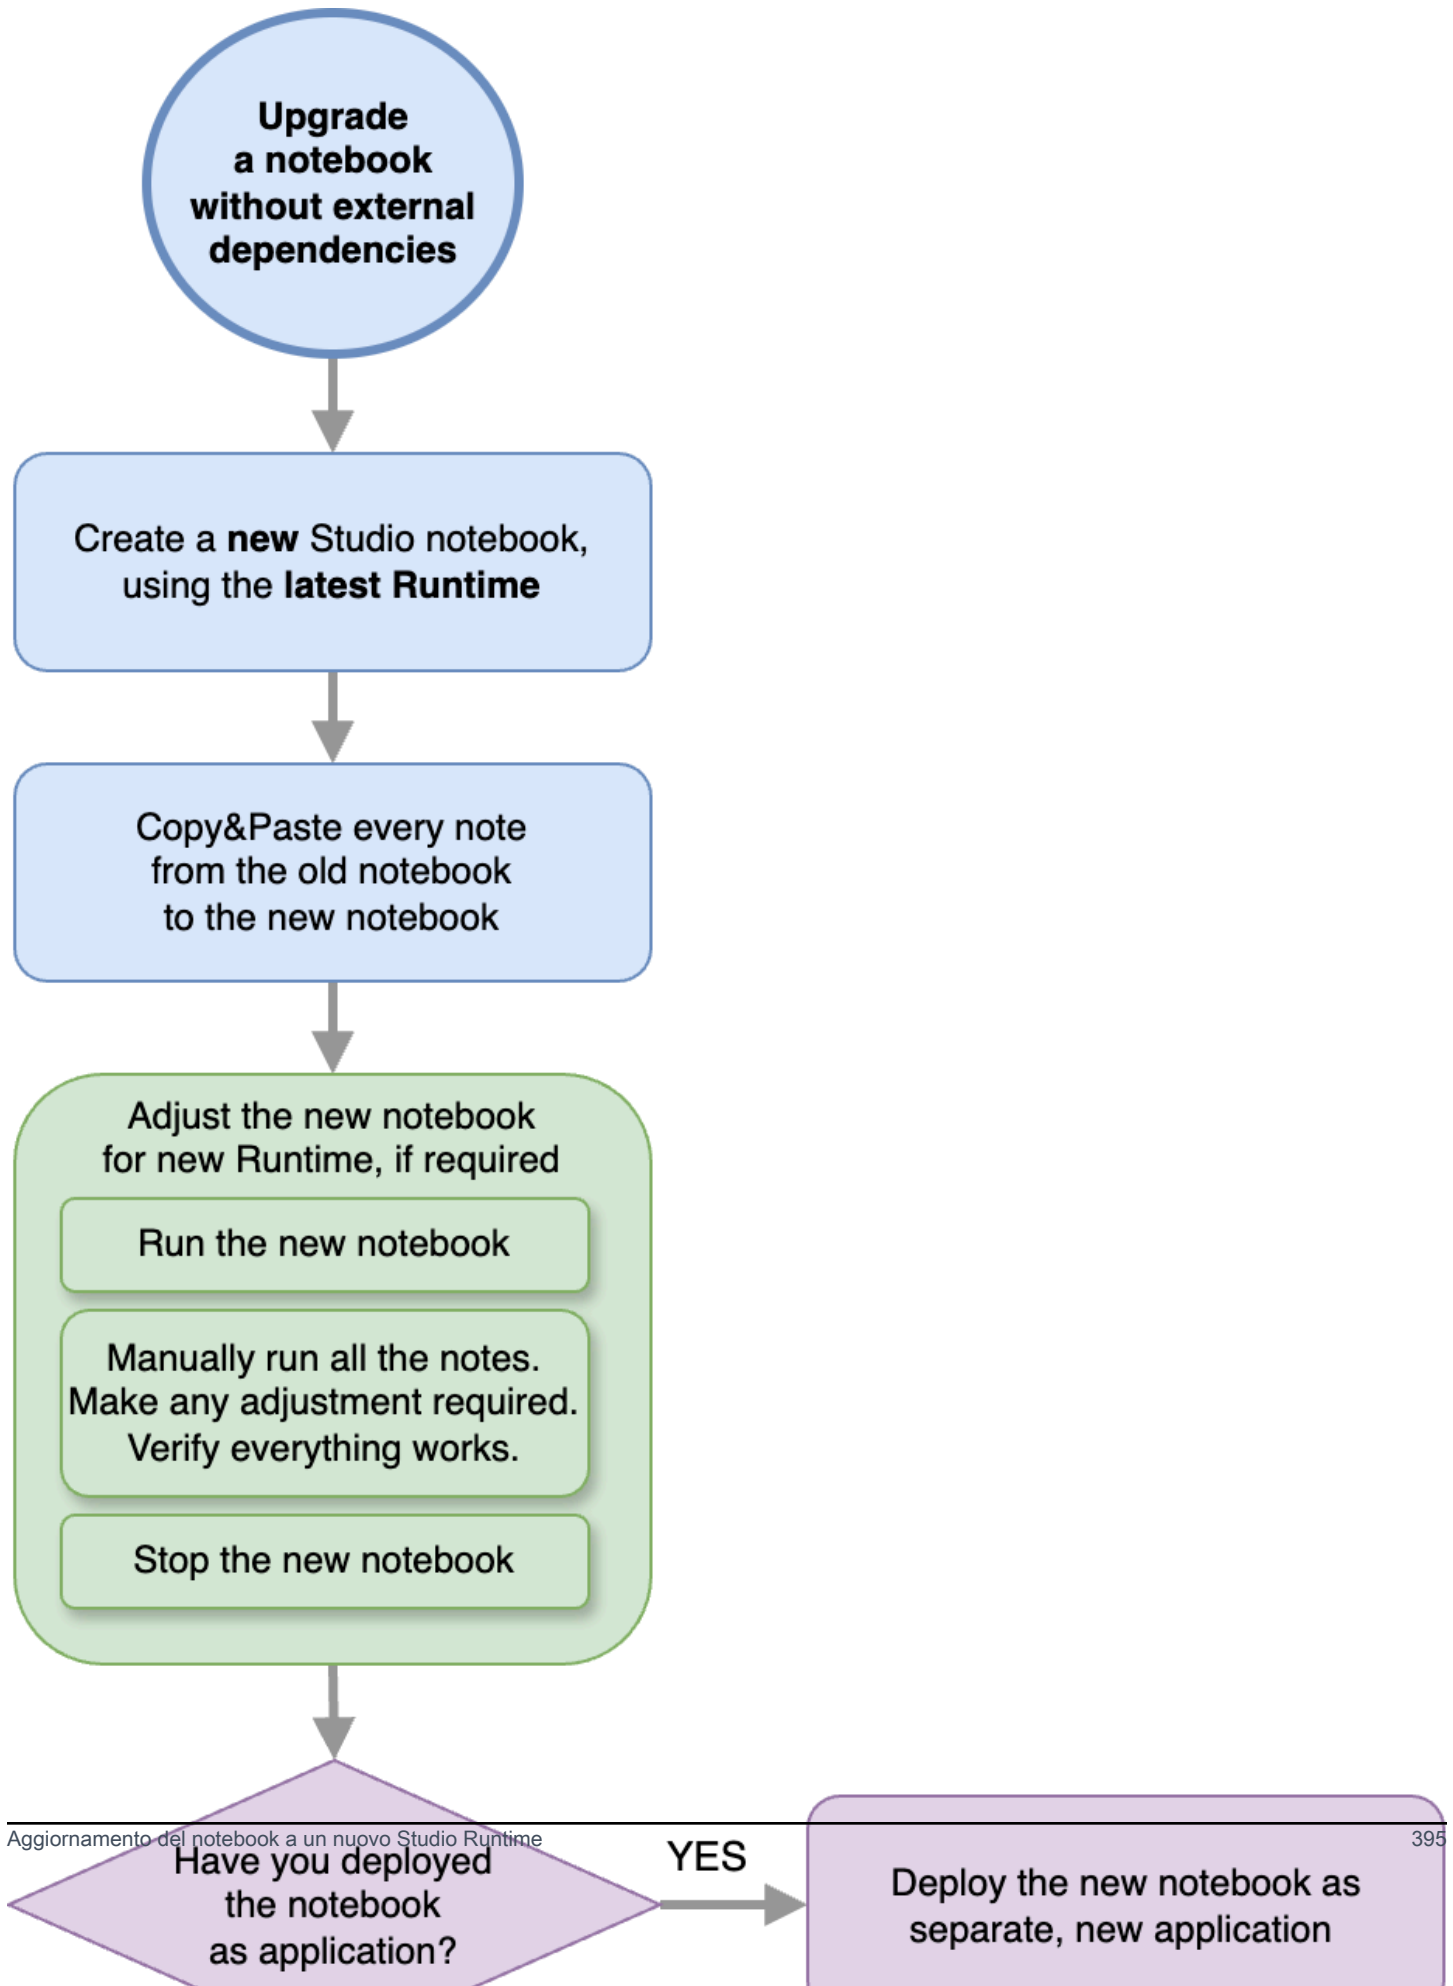 Upgrade
a notebook
without external
dependencies
Create a new Studio notebook,
using the latest Runtime
Copy&Paste every note
from the old notebook
to the new notebook
Adjust the new notebook
for new Runtime, if required
Run the new notebook
Manually run all the notes.
Make any adjustment required.
Verify everything works.
Stop the new notebook
Aggiornamento del notebook a un nuovo Studio Runtime
395
Have you deployed
the notebook
as application?
YES
Deploy the new notebook as
separate, new application